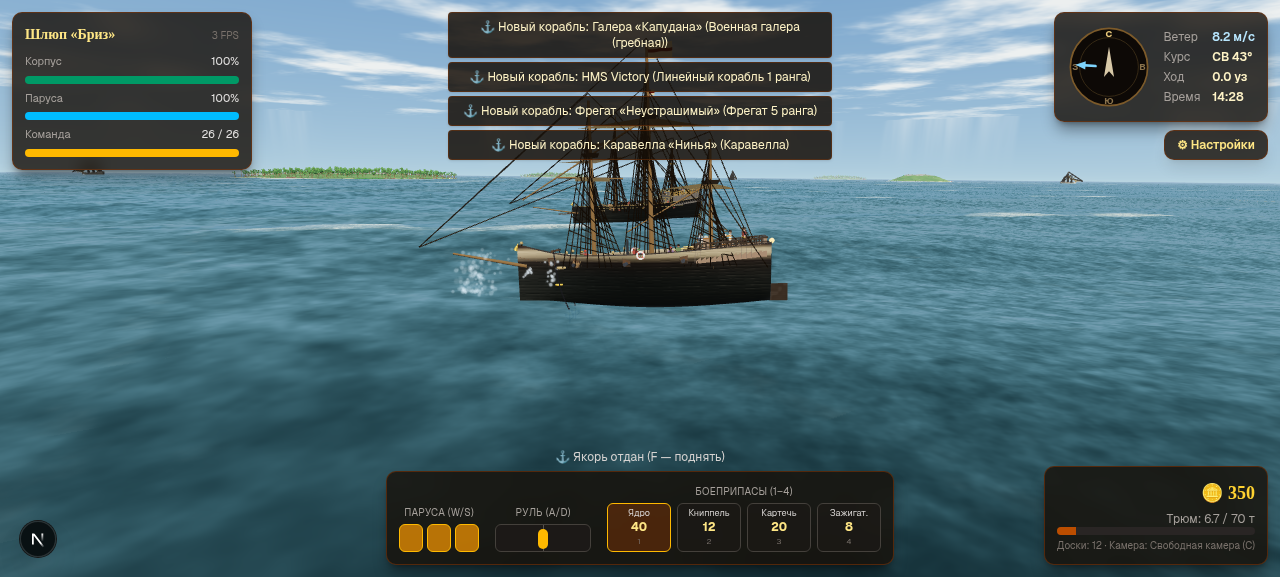 Шлюп «Бриз»
3 FPS
Корпус 100%
Паруса 100%
Команда 26 / 26
⚓ Новый корабль: Галера «Капудана» (Военная галера
(гребная))
⚓ Новый корабль: HMS Victory (Линейный корабль 1 ранга)
⚓ Новый корабль: Фрегат «Неустрашимый» (Фрегат 5 ранга)
⚓ Новый корабль: Каравелла «Нинья» (Каравелла)
С
З
В
Ю
Ветер 8.2 м/с
Курс СВ 43°
Ход 0.0 уз
Время 14:28
⚙ Настройки
⚓ Якорь отдан (F — поднять)
ПАРУСА (W/S)
РУЛЬ (A/D)
БОЕПРИПАСЫ (1–4)
Ядро
40
1
Книппель
12
2
Картечь
20
3
Зажигат.
8
4
🪙 350
Трюм: 6.7 / 70 т
Доски: 12 · Камера: Свободная камера (C)
N